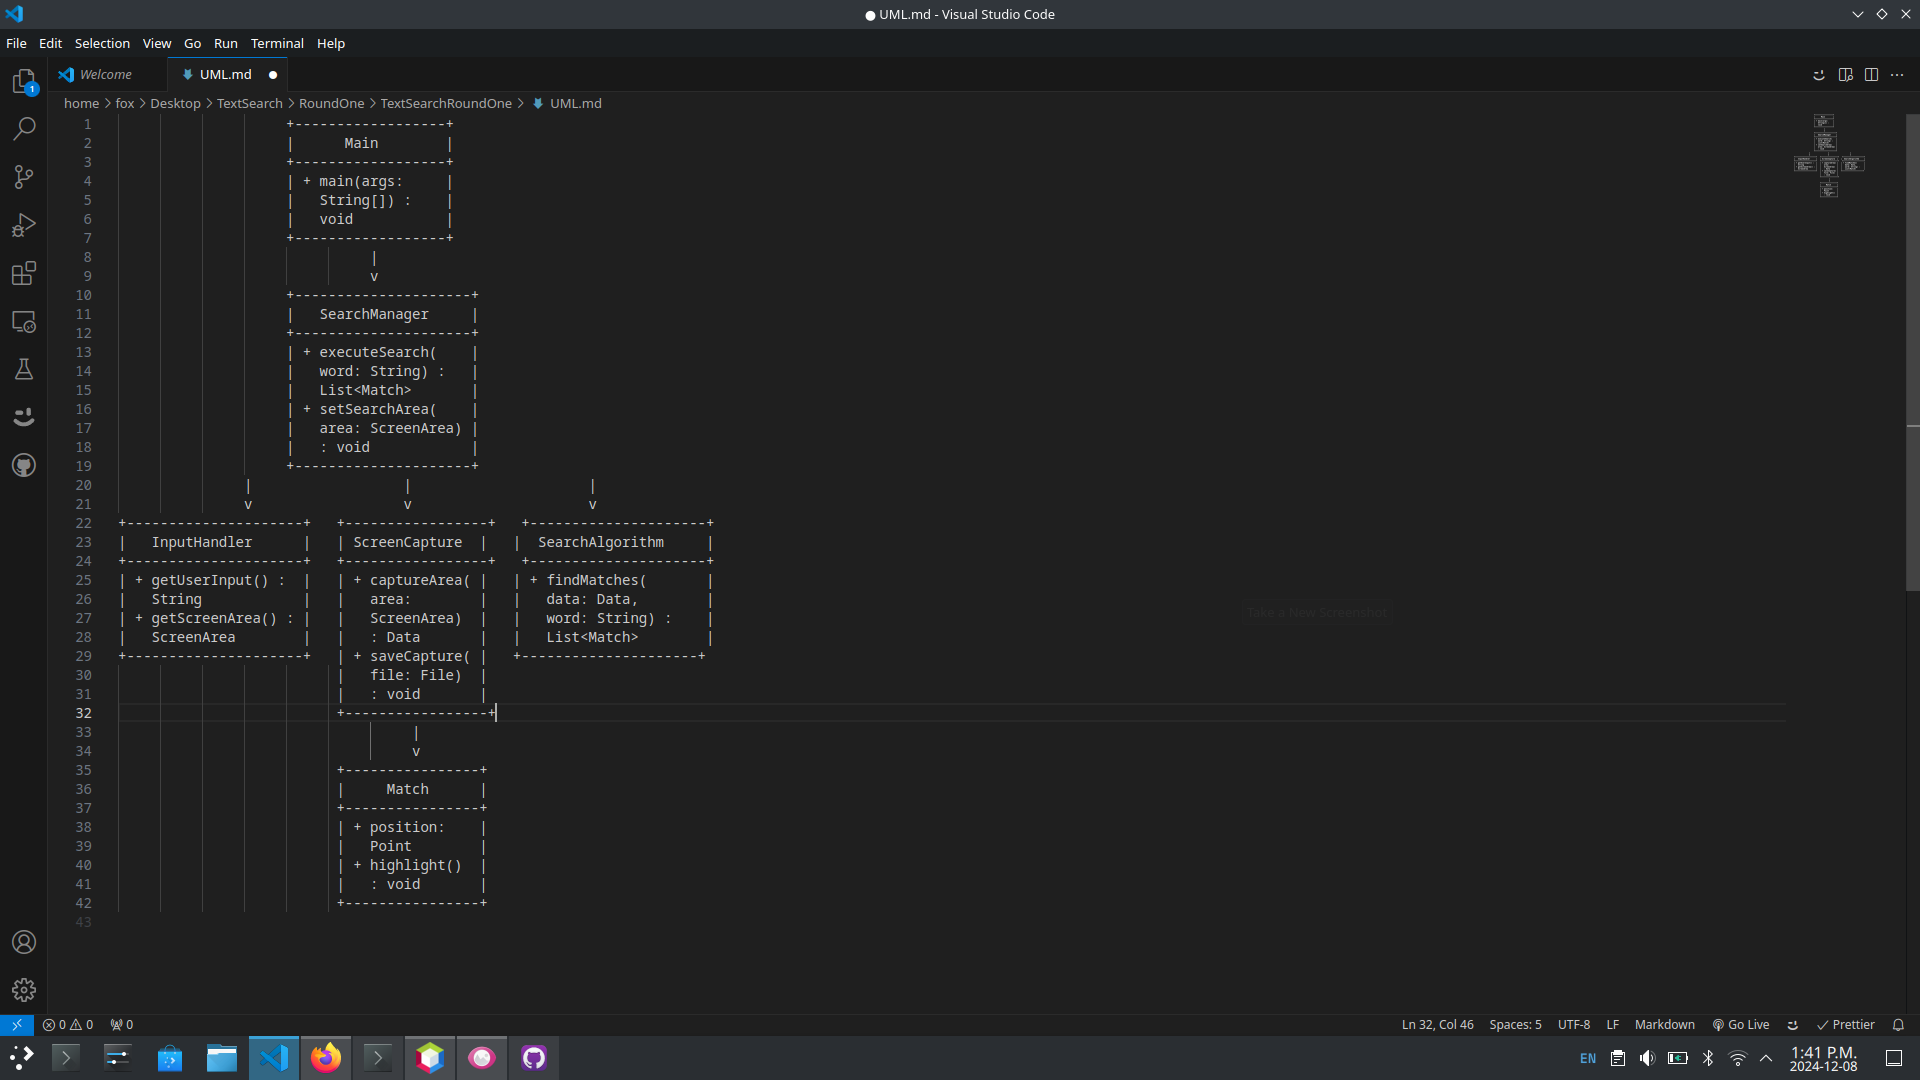 UML.md - Visual Studio Code
File Edit Selection View Go Run Terminal Help
1
Welcome UML.md
home > fox > Desktop > TextSearch > RoundOne > TextSearchRoundOne > UML.md
1                     +------------------+
2                     |      Main        |
3                     +------------------+
4                     | + main(args:     |
5                     |   String[]) :    |
6                     |   void           |
7                     +------------------+
8                               |
9                               v
10                    +---------------------+
11                    |   SearchManager     |
12                    +---------------------+
13                    | + executeSearch(    |
14                    |   word: String) :   |
15                    |   List<Match>       |
16                    | + setSearchArea(    |
17                    |   area: ScreenArea) |
18                    |   : void            |
19                    +---------------------+
20                |                  |                     |
21                v                  v                     v
22 +---------------------+   +-----------------+   +---------------------+
23 |   InputHandler      |   | ScreenCapture  |   |  SearchAlgorithm     |
24 +---------------------+   +-----------------+   +---------------------+
25 | + getUserInput() :  |   | + captureArea( |   | + findMatches(       |
26 |   String            |   |   area:        |   |   data: Data,        |
27 | + getScreenArea() : |   |   ScreenArea)  |   |   word: String) :    |
28 |   ScreenArea        |   |   : Data       |   |   List<Match>        |
29 +---------------------+   | + saveCapture( |   +---------------------+
30                           |   file: File)  |
31                           |   : void       |
32                           +-----------------+
33                                    |
34                                    v
35                           +----------------+
36                           |     Match      |
37                           +----------------+
38                           | + position:    |
39                           |   Point        |
40                           | + highlight()  |
41                           |   : void       |
42                           +----------------+
43
Take a New Screenshot
0 0 0 Ln 32, Col 46 Spaces: 5 UTF-8 LF Markdown Go Live Prettier
EN 1:41 P.M.
2024-12-08